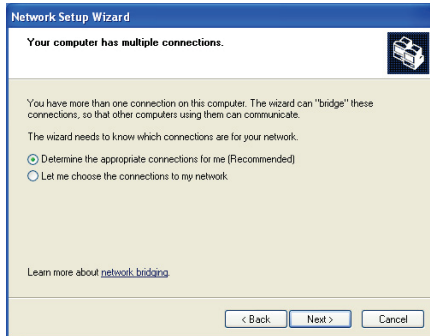 Network Setup Wizard
Your computer has multiple connections.
You have more than one connection on this computer. The wizard can "bridge" these
connections, so that other computers using them can communicate.
The wizard needs to know which connections are for your network.
Determine the appropriate connections for me (Recommended)
Let me choose the connections to my network
Learn more about network bridging.
< Back
Next >
Cancel